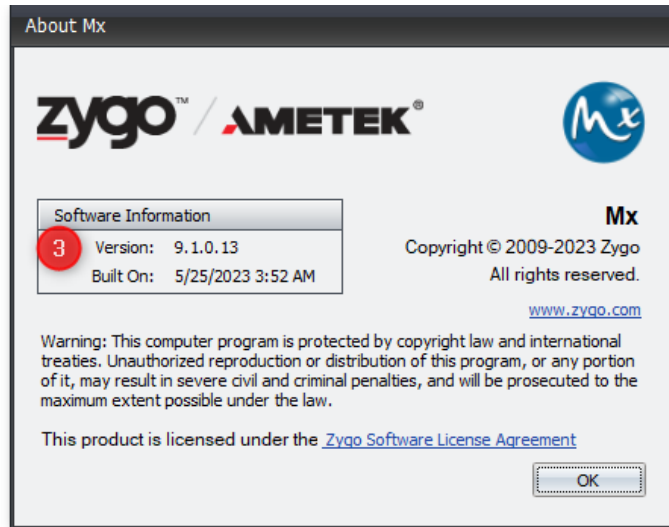 About Mx
zygo™ / AMETEK®
Mx
Software Information
3 Version: 9.1.0.13
Built On: 5/25/2023 3:52 AM
Mx
Copyright © 2009-2023 Zygo
All rights reserved.
www.zygo.com
Warning: This computer program is protected by copyright law and international
treaties. Unauthorized reproduction or distribution of this program, or any portion
of it, may result in severe civil and criminal penalties, and will be prosecuted to the
maximum extent possible under the law.
This product is licensed under the Zygo Software License Agreement
OK